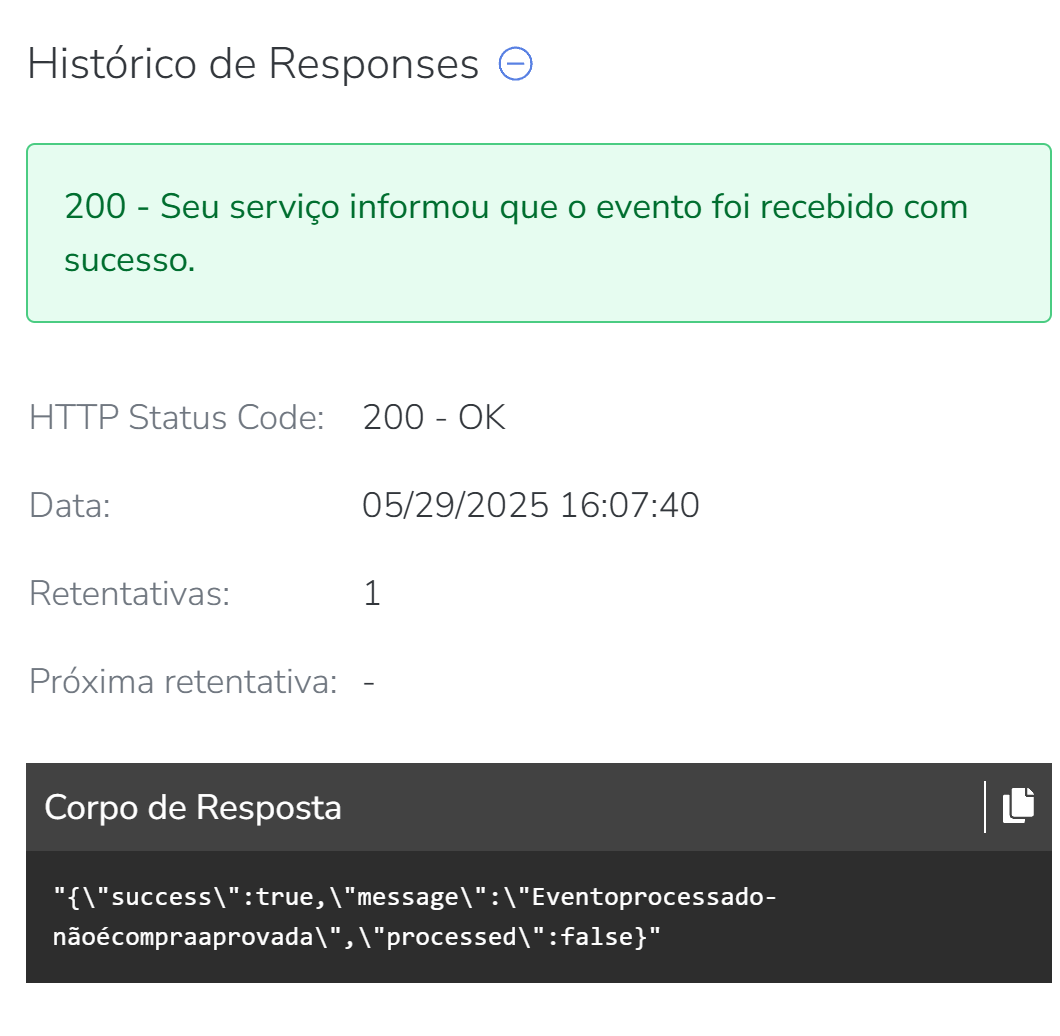 Histórico de Responses
200 - Seu serviço informou que o evento foi recebido com
sucesso.
HTTP Status Code: 200 - OK
Data: 05/29/2025 16:07:40
Retentativas: 1
Próxima retentativa: -
Corpo de Resposta
"{\"success\":true,\"message\":\"Eventoprocessado-
nãoécompraaprovada\",\"processed\":false}"